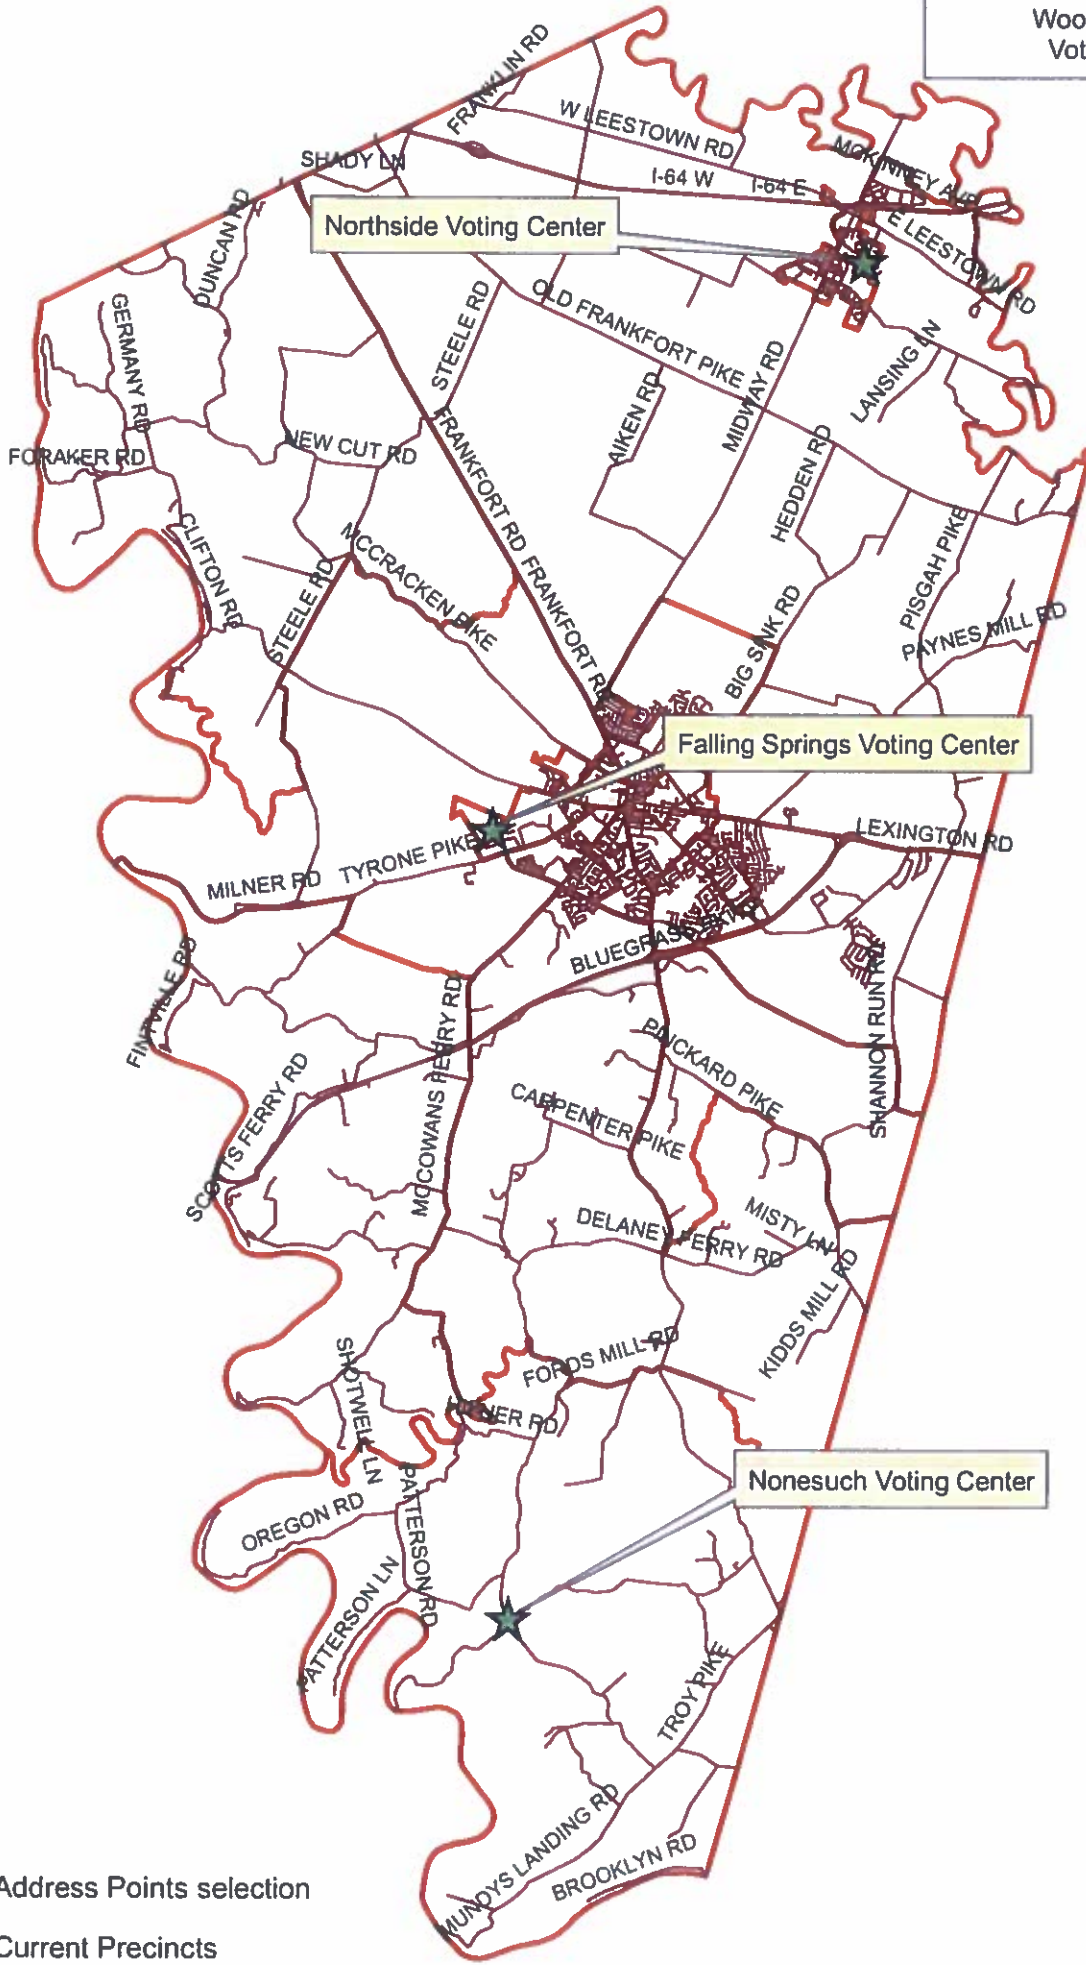 Woo
Vot
FRANKLIN RD
W LEESTOWN RD
SHADY LN
I-64 W
I-64 E
MCKINNEY AVE
Northside Voting Center
E LEESTOWN RD
DUNCAN RD
GERMANY RD
STEELE RD
OLD FRANKFORT PIKE
LANSING LN
MIDWAY RD
AIKEN RD
FORAKER RD
NEW CUT RD
FRANKFORT RD
HEDDEN RD
CLIFTON RD
MCCRACKEN PIKE
STEELE RD
FRANKFORT RD
PISGAH PIKE
PAYNES MILL RD
BIG SINK RD
Falling Springs Voting Center
LEXINGTON RD
TYRONE PIKE
MILNER RD
BLUEGRASS PKWY
FINTVILLE RD
SHANNON RUN RD
MCCOWANS FERRY RD
PINCKARD PIKE
SCOTTS FERRY RD
CARPENTER PIKE
DELANEY FERRY RD
MISTY LN
KIDDS MILL RD
FORDS MILL RD
SHOTWELL LN
Nonesuch Voting Center
OREGON RD
PATTERSON RD
PATTERSON LN
TROY PIKE
MUNDYS LANDING RD
BROOKLYN RD
Address Points selection
Current Precincts